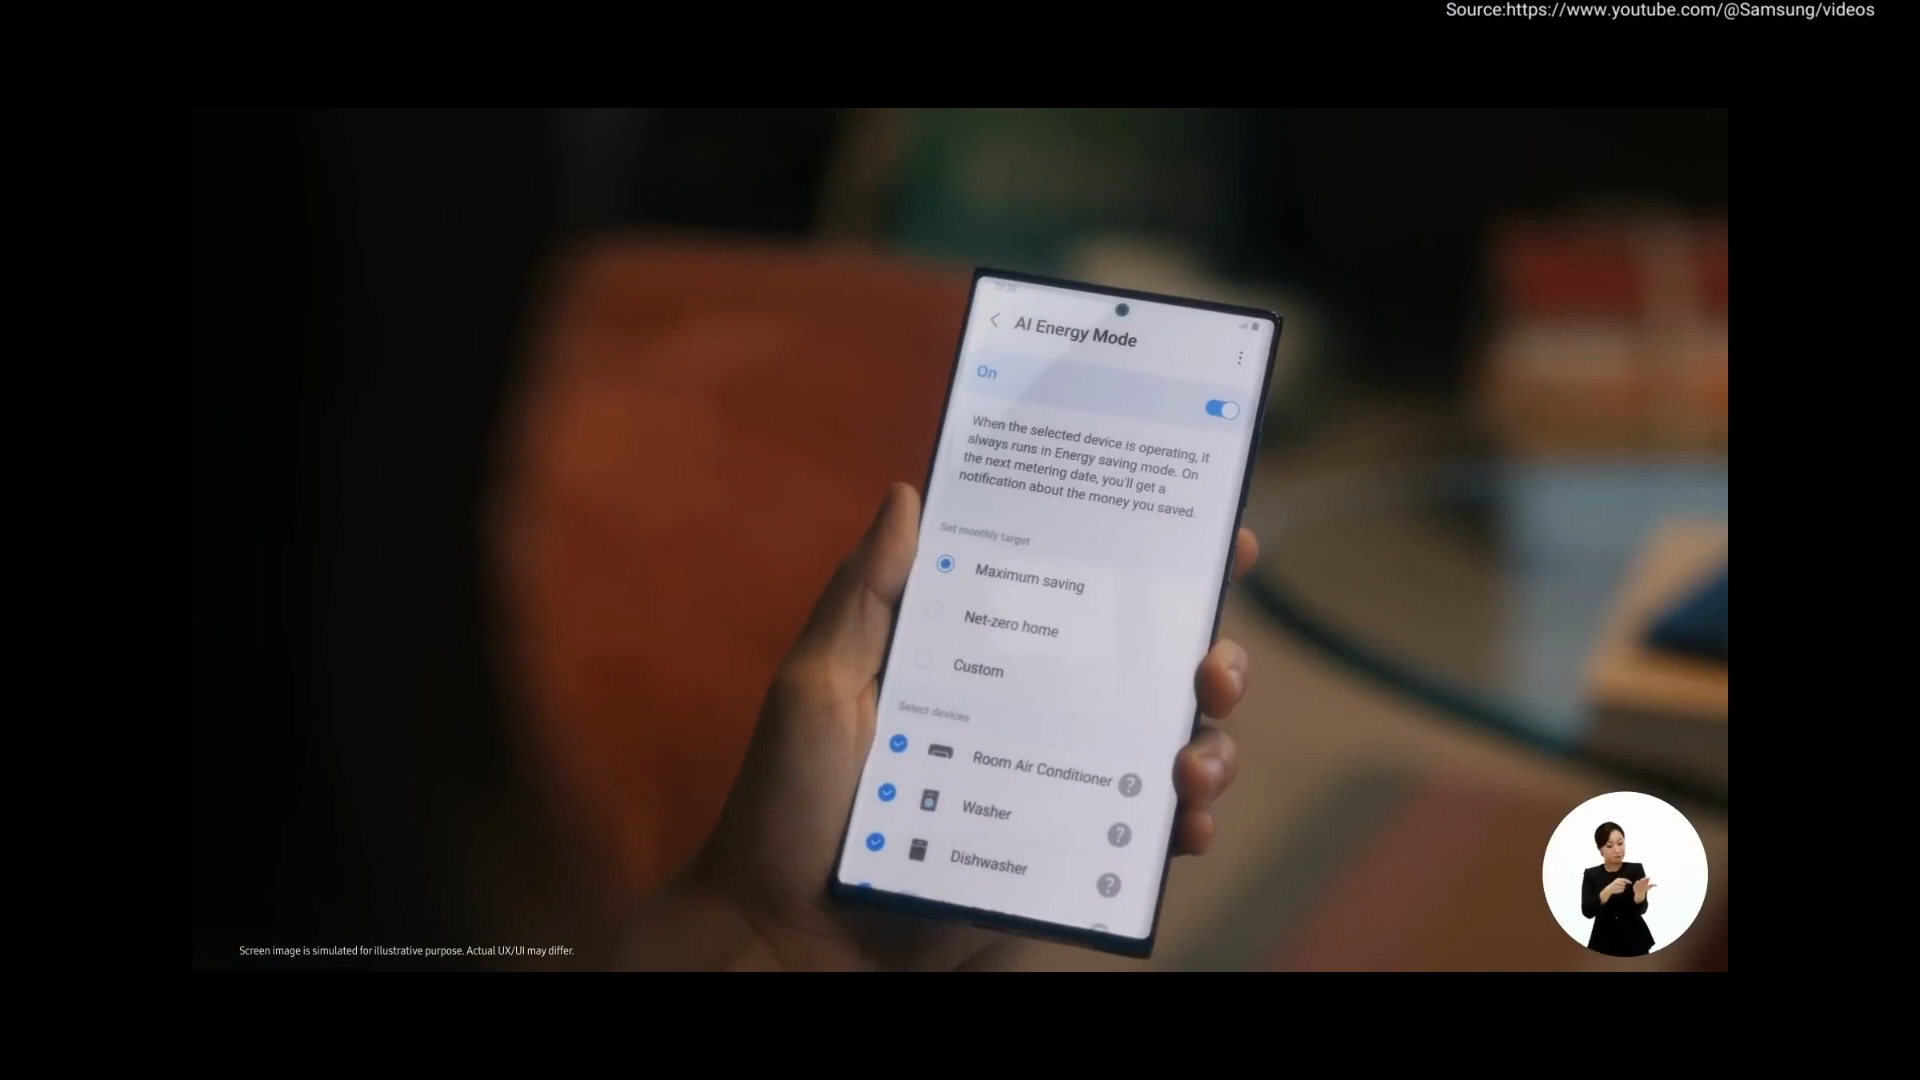 Source:https://www.youtube.com/@Samsung/videos
AI Energy Mode
On
When the selected device is operating, it
always runs in Energy saving mode. On
the next metering date, you'll get a
notification about the money you saved.
Set monthly target
Maximum saving
Net-zero home
Custom
Select devices
Room Air Conditioner ?
Washer ?
Dishwasher ?
Screen image is simulated for illustrative purpose. Actual UX/UI may differ.